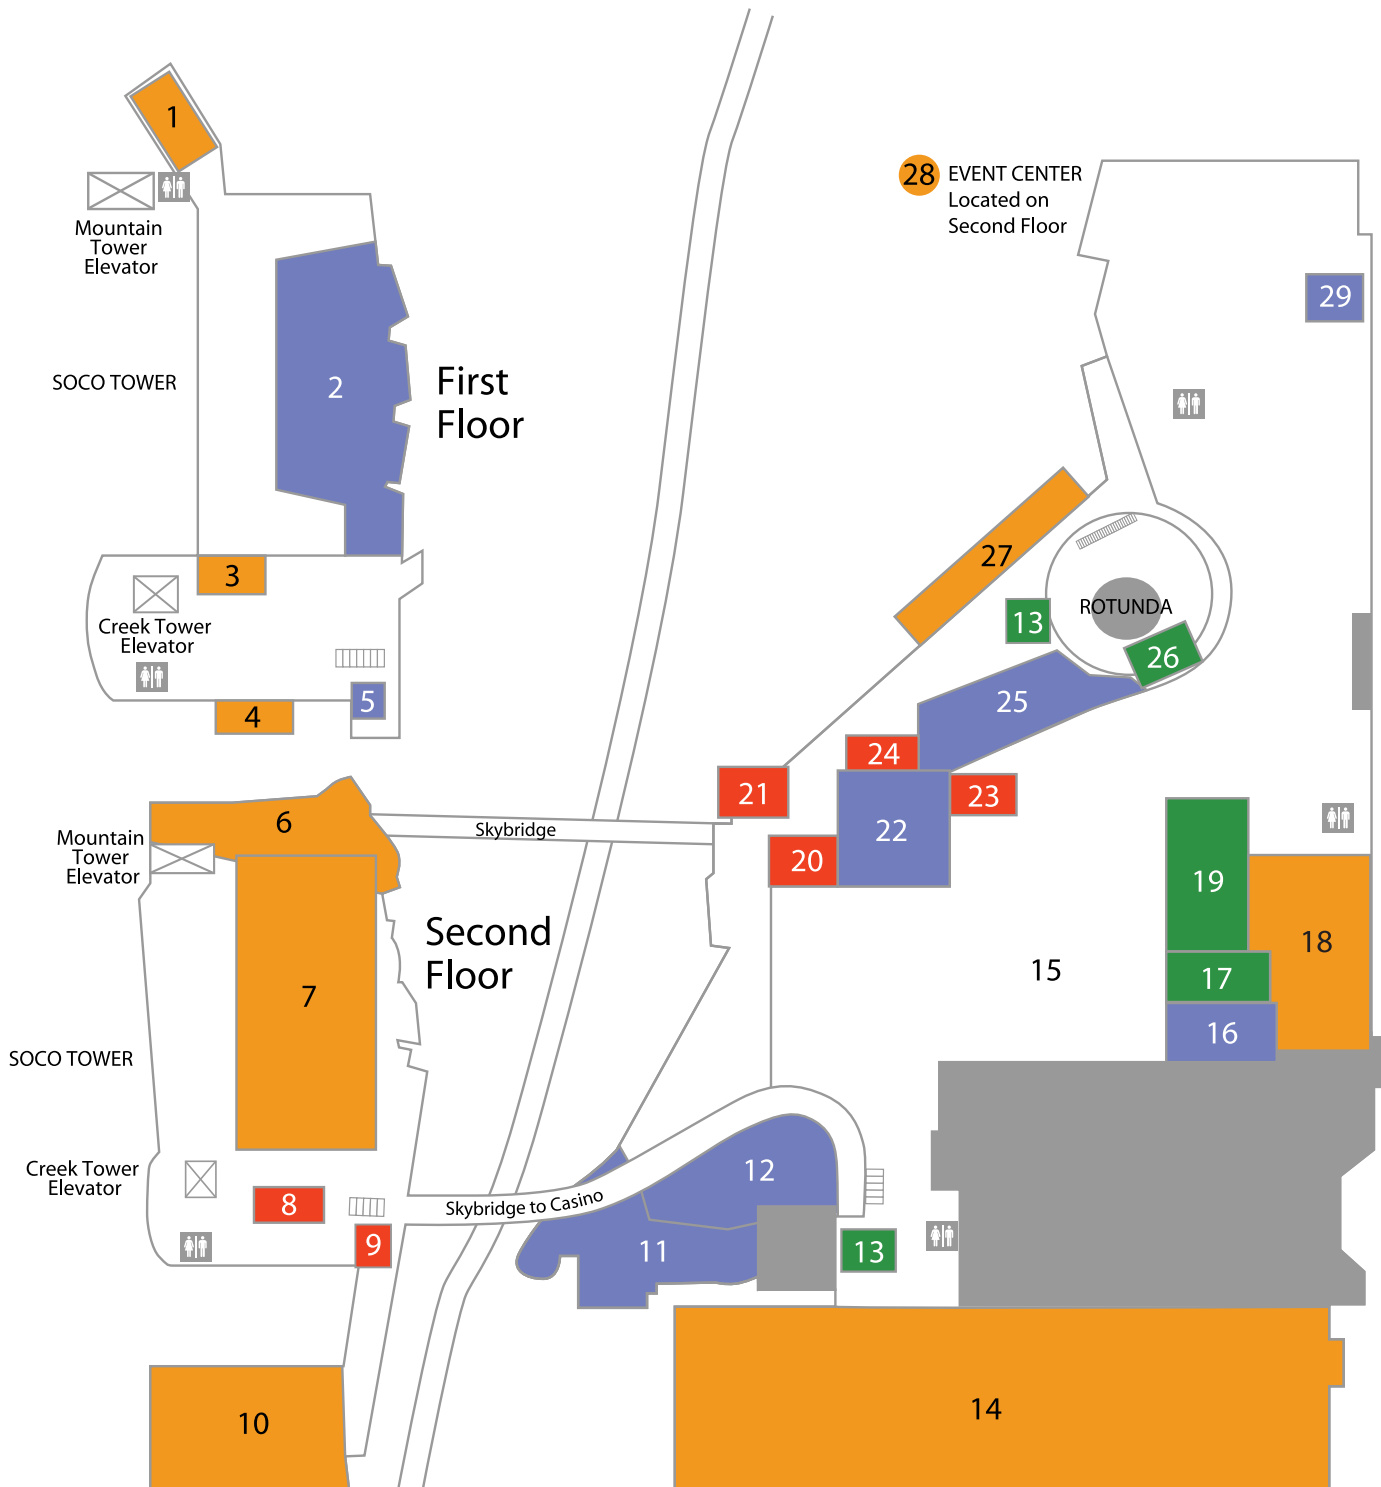 1
Mountain
Tower
Elevator
SOCO TOWER
2
First
Floor
3
Creek Tower
Elevator
4
5
6
Mountain
Tower
Elevator
Skybridge
7
Second
Floor
SOCO TOWER
Creek Tower
Elevator
8
9
Skybridge to Casino
10
11
12
13
14
28
EVENT CENTER
Located on
Second Floor
29
27
13
ROTUNDA
26
25
24
21
23
22
20
19
18
15
17
16